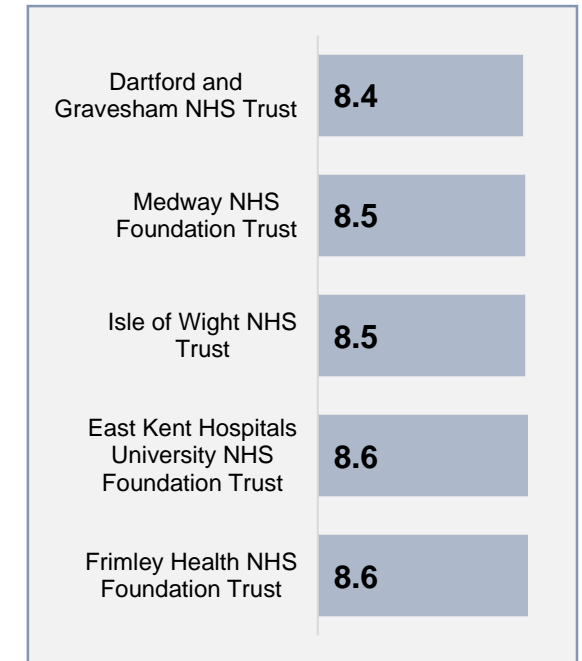 Dartford and
Gravesham NHS Trust
8.4
Medway NHS
Foundation Trust
8.5
Isle of Wight NHS
Trust
8.5
East Kent Hospitals
University NHS
Foundation Trust
8.6
Frimley Health NHS
Foundation Trust
8.6